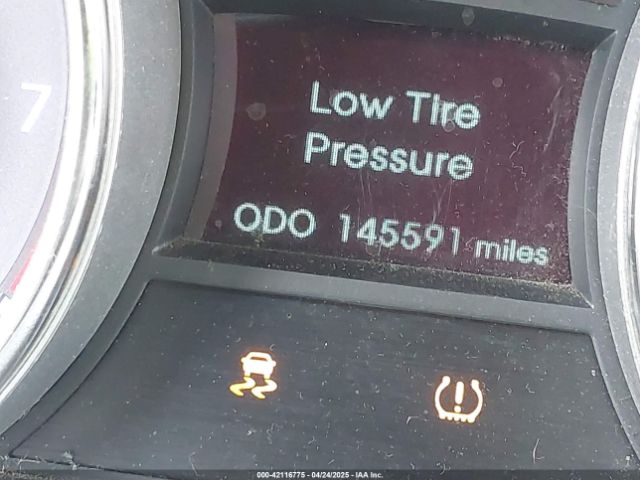 7
Low Tire
Pressure
ODO 145591 miles
000-42116775 - 04/24/2025 - IAA Inc.